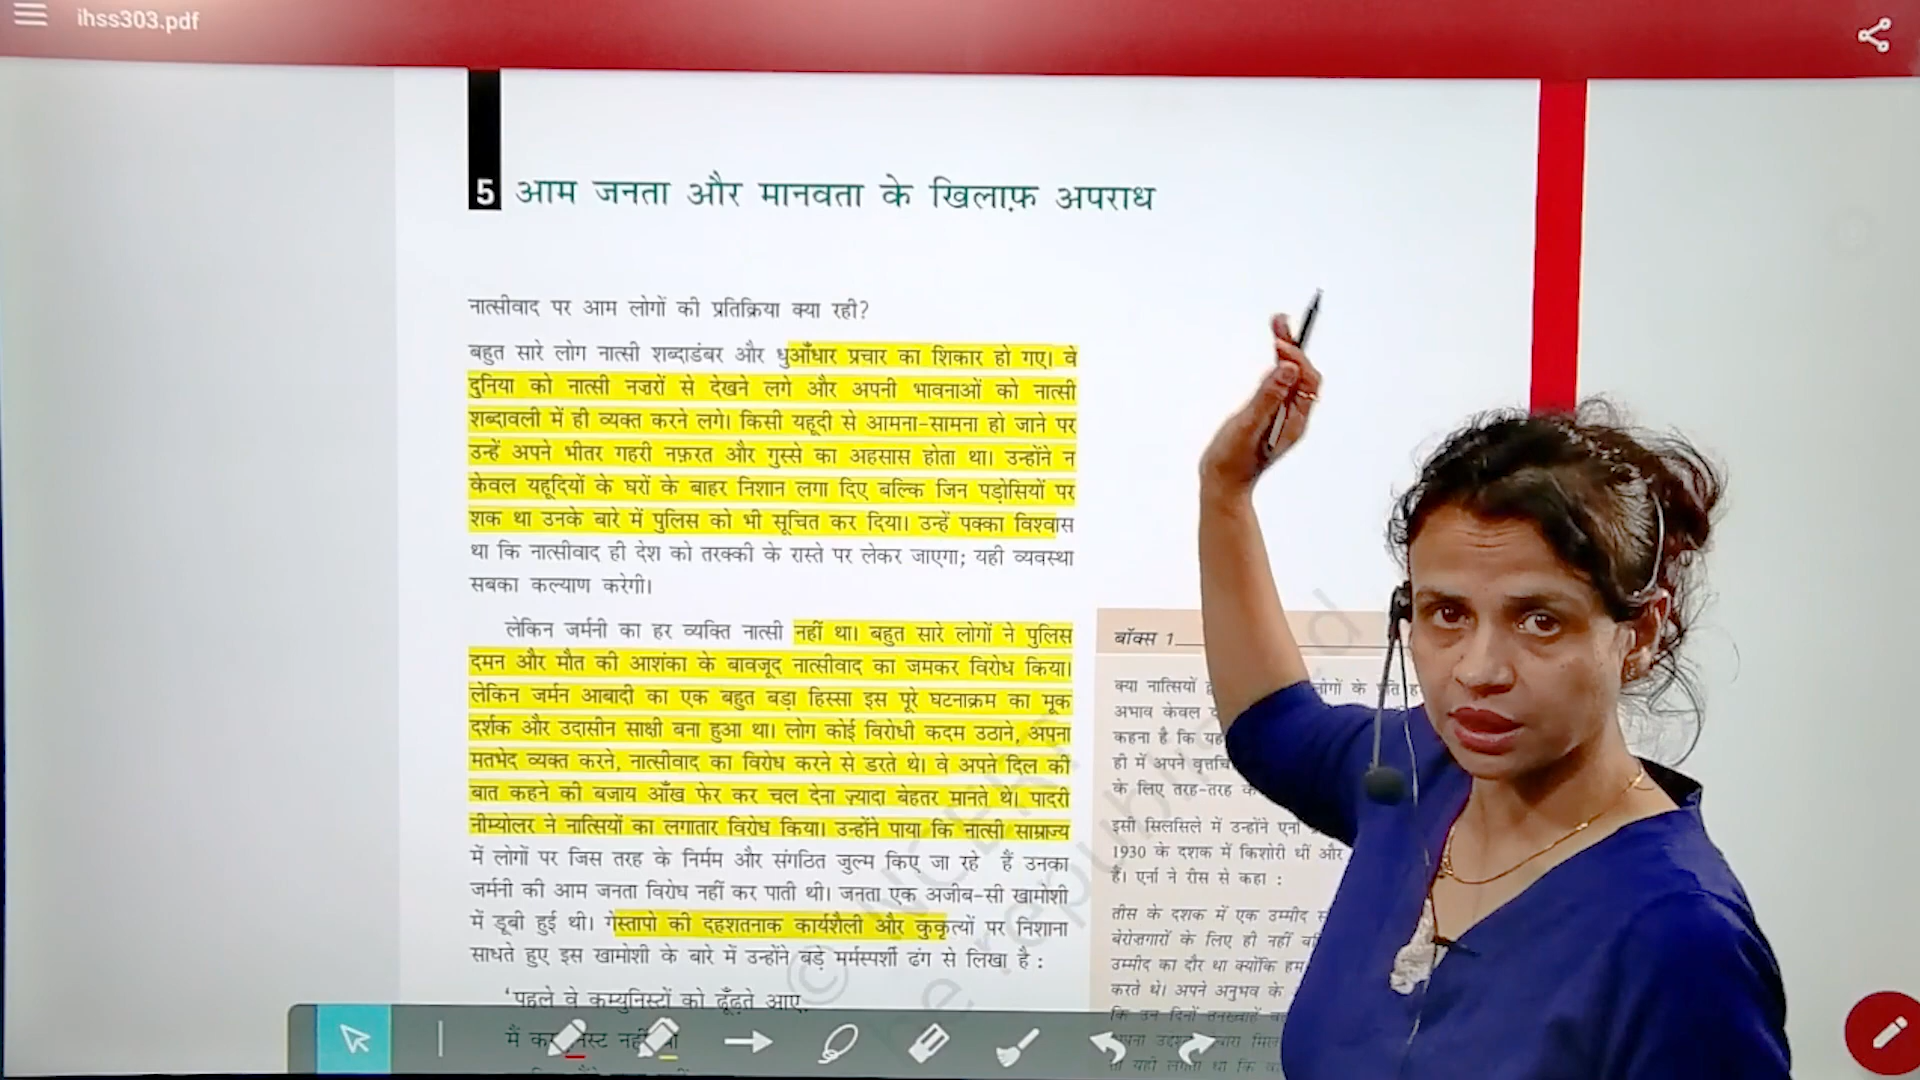 ihss303.pdf
5 आम जनता और मानवता के खिलाफ़ अपराध
नात्सीवाद पर आम लोगों की प्रतिक्रिया क्या रही?
बहुत सारे लोग नात्सी शब्दाडंबर और धुआँधार प्रचार का शिकार हो गए। वे
दुनिया को नात्सी नज़रों से देखने लगे और अपनी भावनाओं को नात्सी
शब्दावली में ही व्यक्त करने लगे। किसी यहूदी से आमना-सामना हो जाने पर
उन्हें अपने भीतर गहरी नफ़रत और गुस्से का अहसास होता था। उन्होंने न
केवल यहूदियों के घरों के बाहर निशान लगा दिए बल्कि जिन पड़ोसियों पर
शक था उनके बारे में पुलिस को भी सूचित कर दिया। उन्हें पक्का विश्वास
था कि नात्सीवाद ही देश को तरक्की के रास्ते पर लेकर जाएगा; यही व्यवस्था
सबका कल्याण करेगी।
लेकिन जर्मनी का हर व्यक्ति नात्सी नहीं था। बहुत सारे लोगों ने पुलिस
दमन और मौत की आशंका के बावजूद नात्सीवाद का जमकर विरोध किया।
लेकिन जर्मन आबादी का एक बहुत बड़ा हिस्सा इस पूरे घटनाक्रम का मूक
दर्शक और उदासीन साक्षी बना हुआ था। लोग कोई विरोधी कदम उठाने, अपना
मतभेद व्यक्त करने, नात्सीवाद का विरोध करने से डरते थे। वे अपने दिल की
बात कहने की बजाय आँख फेर कर चल देना ज़्यादा बेहतर मानते थे। पादरी
नीम्योलर ने नात्सियों का लगातार विरोध किया। उन्होंने पाया कि नात्सी साम्राज्य
में लोगों पर जिस तरह के निर्मम और संगठित जुल्म किए जा रहे हैं उनका
जर्मनी की आम जनता विरोध नहीं कर पाती थी। जनता एक अजीब-सी खामोशी
में डूबी हुई थी। गेस्तापो की दहशतनाक कार्यशैली और कुकृत्यों पर निशाना
साधते हुए इस खामोशी के बारे में उन्होंने बड़े मर्मस्पर्शी ढंग से लिखा है :
'पहले वे कम्युनिस्टों को ढूँढ़ते आए,
मैं
बॉक्स 1
क्या नात्सियों लोगों के
अभाव केवल
कहना है कि यह
ही में अपने
के लिए तरह-तरह
इसी सिलसिले में उन्होंने एर्ना
1930 के दशक में किशोरी थीं और
हैं। एर्ना ने रीस से कहा :
तीस के दशक में एक उम्मीद
बेरोज़गारों के लिए ही नहीं
उम्मीद का दौर था क्योंकि हम
करते थे। अपने अनुभव के
कि उन दिनों
© NCERT
republished